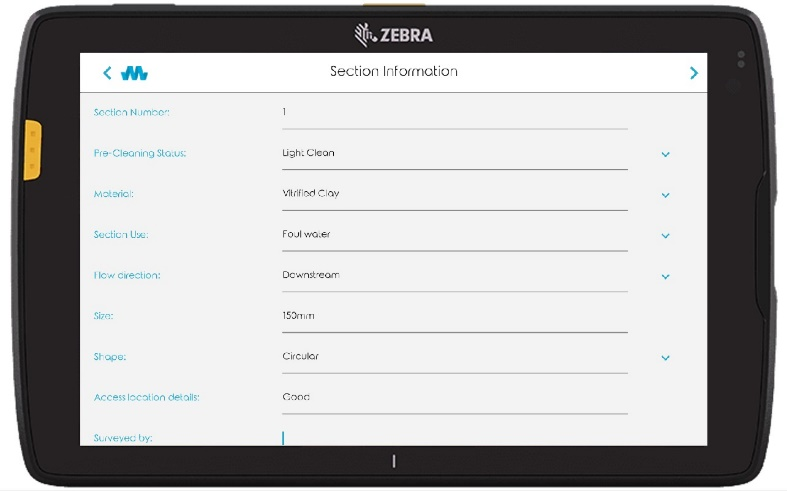 ZEBRA
Section Information
Section Number: 1
Pre-Cleaning Status: Light Clean
Material: Vitrified Clay
Section Use: Foul water
Flow direction: Downstream
Size: 150mm
Shape: Circular
Access location details: Good
Surveyed by: